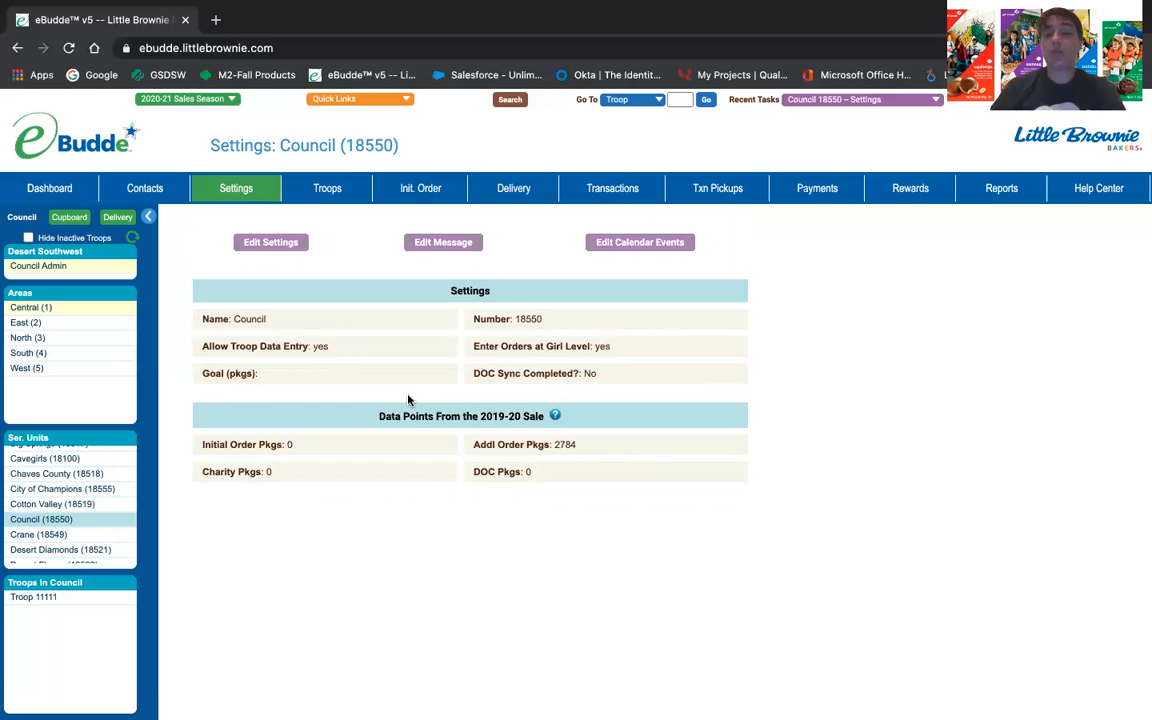 eBudde™ v5 -- Little Brownie
ebudde.littlebrownie.com
Apps Google GSDSW M2-Fall Products eBudde™ v5 -- Li... Salesforce - Unlim... Okta | The Identit... My Projects | Qual... Microsoft Office H...
2020-21 Sales Season Quick Links Search Go To Troop Go Recent Tasks Council 18550 -- Settings
eBudde
Settings: Council (18550)
Little Brownie
BAKERS
Dashboard Contacts Settings Troops Init. Order Delivery Transactions Txn Pickups Payments Rewards Reports Help Center
Council Cupboard Delivery
Hide Inactive Troops
Desert Southwest
Council Admin
Areas
Central (1)
East (2)
North (3)
South (4)
West (5)
Ser. Units
Cavegirls (18100)
Chaves County (18518)
City of Champions (18555)
Cotton Valley (18519)
Council (18550)
Crane (18549)
Desert Diamonds (18521)
Troops In Council
Troop 11111
Edit Settings Edit Message Edit Calendar Events
Settings
Name: Council Number: 18550
Allow Troop Data Entry: yes Enter Orders at Girl Level: yes
Goal (pkgs): DOC Sync Completed?: No
Data Points From the 2019-20 Sale ?
Initial Order Pkgs: 0 Addl Order Pkgs: 2784
Charity Pkgs: 0 DOC Pkgs: 0